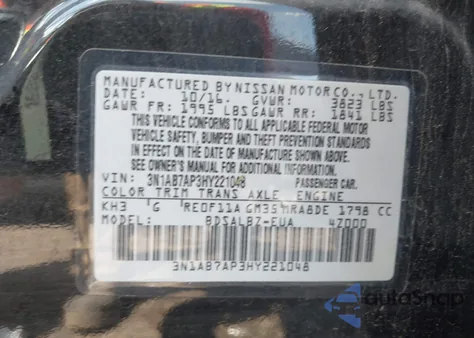 MANUFACTURED BY NISSAN MOTOR CO., LTD.
DATE: 10/16. GVWR: 3823 LBS
GAWR FR: 1995 LBS GAWR RR: 1841 LBS
THIS VEHICLE CONFORMS TO ALL APPLICABLE FEDERAL MOTOR
VEHICLE SAFETY, BUMPER AND THEFT PREVENTION STANDARDS
IN EFFECT ON THE DATE OF MANUFACTURE SHOWN ABOVE.
SEE OWNER'S MANUAL FOR ADDITIONAL INFORMATION.
VIN: 3N1AB7AP3HY221048 PASSENGER CAR.
COLOR TRIM TRANS AXLE ENGINE
KH3 G RE0F11A GM35 MRA8DE 1798 CC
MODEL: BDSALBZ-EUA 4Z000
3N1AB7AP3HY221048
AutoSnap